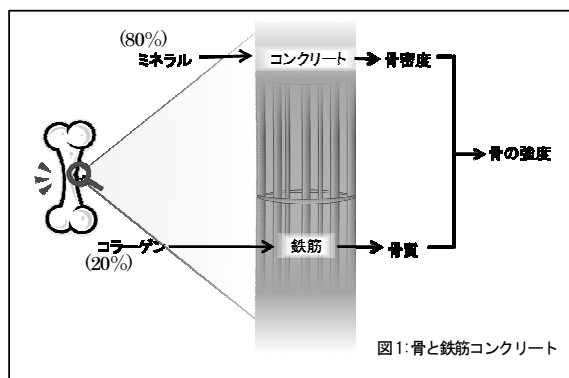 (80%)
ミネラル
コンクリート
骨密度
骨の強度
コラーゲン
(20%)
鉄筋
骨質
図1:骨と鉄筋コンクリート